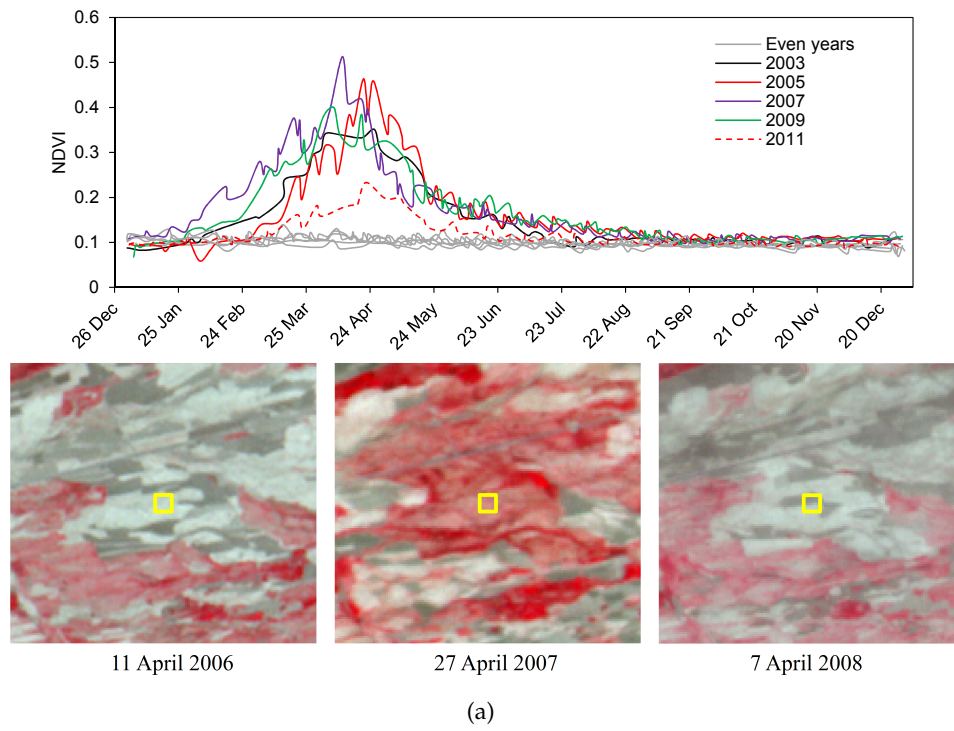 0.6
0.5
0.4
0.3
0.2
0.1
0
NDVI
Even years
2003
2005
2007
2009
2011
26 Dec
25 Jan
24 Feb
25 Mar
24 Apr
24 May
23 Jun
23 Jul
22 Aug
21 Sep
21 Oct
20 Nov
20 Dec
11 April 2006
27 April 2007
7 April 2008
(a)